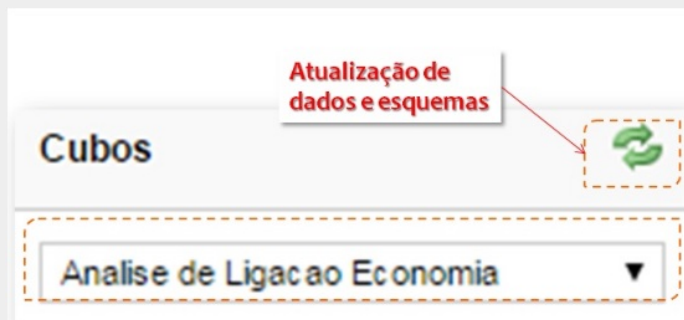 Atualização de
dados e esquemas
Cubos
Analise de Ligacao Economia